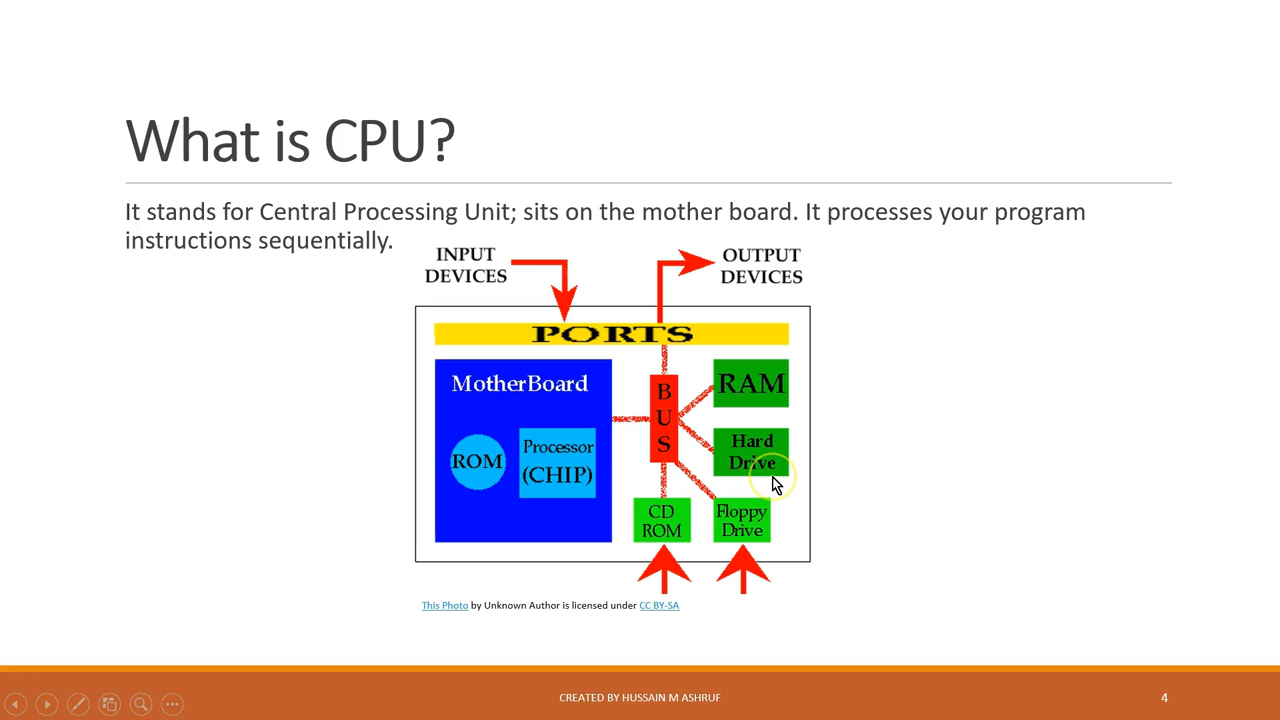 What is CPU?
It stands for Central Processing Unit; sits on the mother board. It processes your program
instructions sequentially.
INPUT
DEVICES
OUTPUT
DEVICES
PORTS
MotherBoard
ROM
Processor
(CHIP)
B
U
S
RAM
Hard
Drive
CD
ROM
Floppy
Drive
This Photo by Unknown Author is licensed under CC BY-SA
CREATED BY HUSSAIN M ASHRUF
4